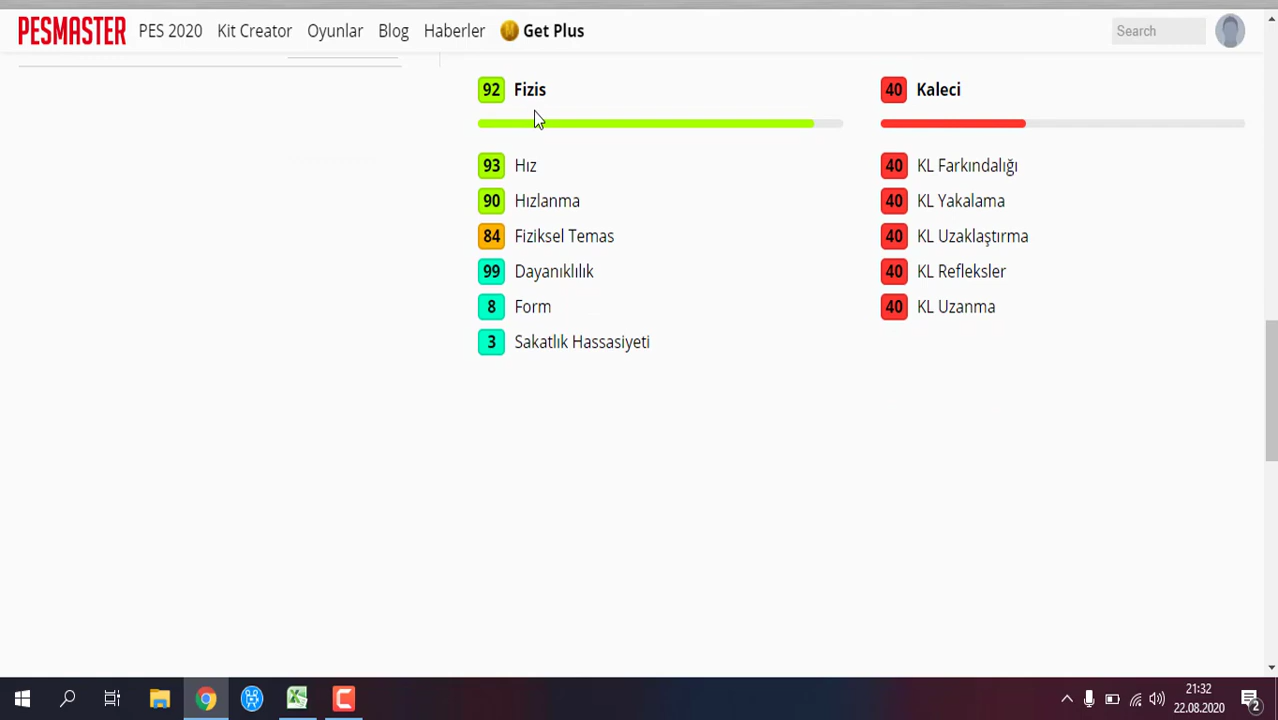 PESMASTER PES 2020 Kit Creator Oyunlar Blog Haberler Get Plus Search
92 Fizis
93 Hız
90 Hızlanma
84 Fiziksel Temas
99 Dayanıklılık
8 Form
3 Sakatlık Hassasiyeti
40 Kaleci
40 KL Farkındalığı
40 KL Yakalama
40 KL Uzaklaştırma
40 KL Refleksler
40 KL Uzanma
21:32
22.08.2020
2